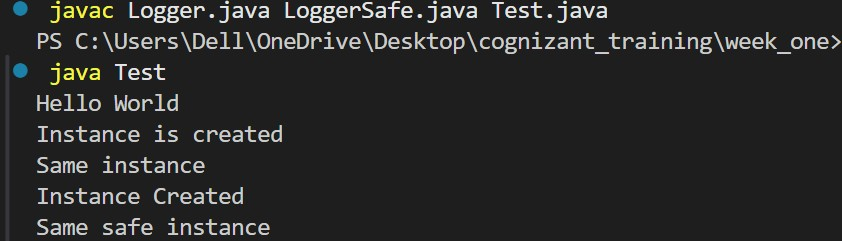 javac Logger.java LoggerSafe.java Test.java
PS C:\Users\Dell\OneDrive\Desktop\cognizant_training\week_one>
java Test
Hello World
Instance is created
Same instance
Instance Created
Same safe instance